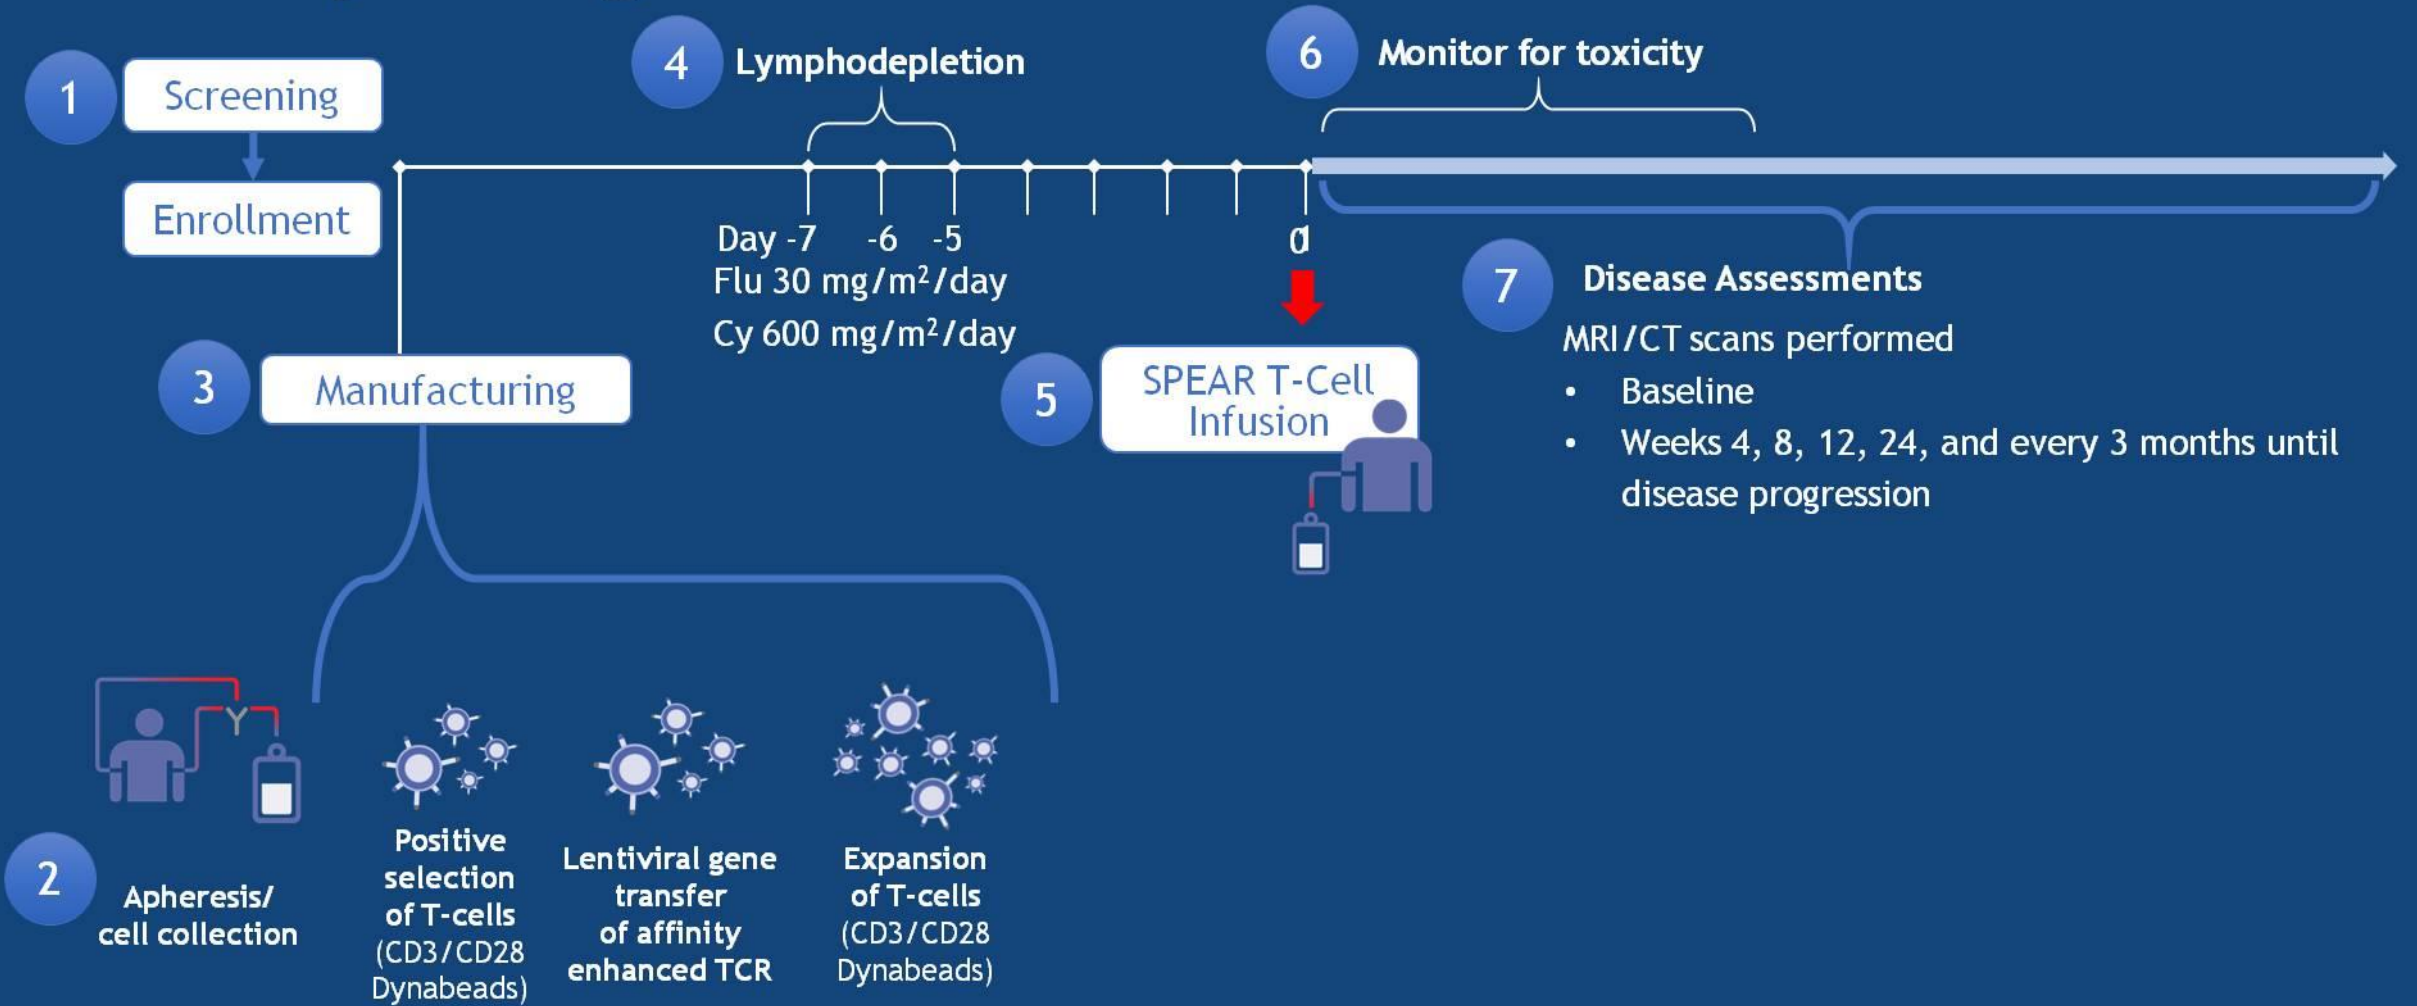 1
Screening
Enrollment
2
Apheresis/
cell collection
3
Manufacturing
Positive
selection
of T-cells
(CD3/CD28
Dynabeads)
Lentiviral gene
transfer
of affinity
enhanced TCR
Expansion
of T-cells
(CD3/CD28
Dynabeads)
4
Lymphodepletion
Day -7 -6 -5
Flu 30 mg/m²/day
Cy 600 mg/m²/day
5
SPEAR T-Cell
Infusion
6
Monitor for toxicity
7
Disease Assessments
MRI/CT scans performed
• Baseline
• Weeks 4, 8, 12, 24, and every 3 months until
disease progression